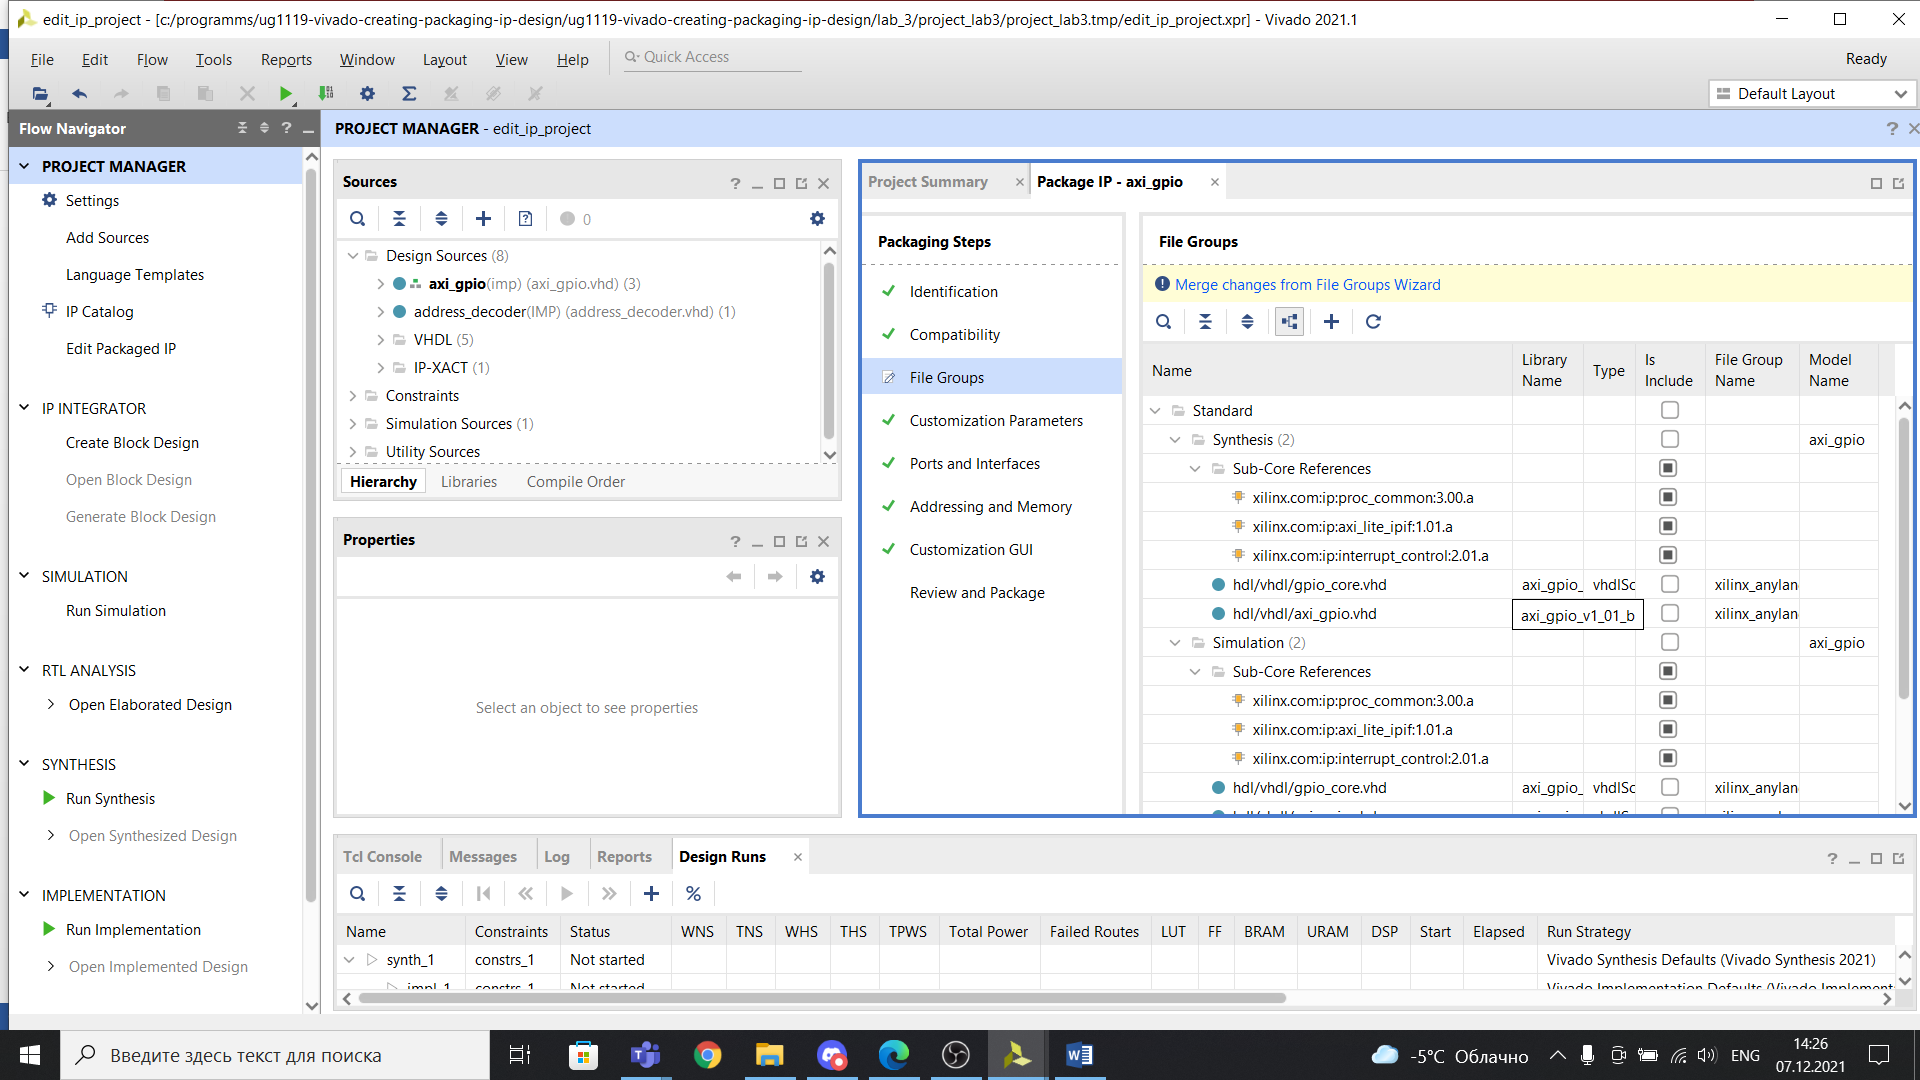 edit_ip_project - [c:/programms/ug1119-vivado-creating-packaging-ip-design/ug1119-vivado-creating-packaging-ip-design/lab_3/project_lab3/project_lab3.tmp/edit_ip_project.xpr] - Vivado 2021.1
File Edit Flow Tools Reports Window Layout View Help Quick Access Ready
Default Layout
Flow Navigator
PROJECT MANAGER - edit_ip_project
PROJECT MANAGER
Settings
Add Sources
Language Templates
IP Catalog
Edit Packaged IP
IP INTEGRATOR
Create Block Design
Open Block Design
Generate Block Design
SIMULATION
Run Simulation
RTL ANALYSIS
Open Elaborated Design
SYNTHESIS
Run Synthesis
Open Synthesized Design
IMPLEMENTATION
Run Implementation
Open Implemented Design
Sources
0
Design Sources (8)
axi_gpio(imp) (axi_gpio.vhd) (3)
address_decoder(IMP) (address_decoder.vhd) (1)
VHDL (5)
IP-XACT (1)
Constraints
Simulation Sources (1)
Utility Sources
Hierarchy Libraries Compile Order
Properties
Select an object to see properties
Project Summary Package IP - axi_gpio
Packaging Steps
Identification
Compatibility
File Groups
Customization Parameters
Ports and Interfaces
Addressing and Memory
Customization GUI
Review and Package
File Groups
Merge changes from File Groups Wizard
Name Library Name Type Is Include File Group Name Model Name
Standard
Synthesis (2) axi_gpio
Sub-Core References
xilinx.com:ip:proc_common:3.00.a
xilinx.com:ip:axi_lite_ipif:1.01.a
xilinx.com:ip:interrupt_control:2.01.a
hdl/vhdl/gpio_core.vhd axi_gpio_ vhdlSc xilinx_anylan
hdl/vhdl/axi_gpio.vhd axi_gpio_v1_01_b xilinx_anylan
Simulation (2) axi_gpio
Sub-Core References
xilinx.com:ip:proc_common:3.00.a
xilinx.com:ip:axi_lite_ipif:1.01.a
xilinx.com:ip:interrupt_control:2.01.a
hdl/vhdl/gpio_core.vhd axi_gpio_ vhdlSc xilinx_anylan
Tcl Console Messages Log Reports Design Runs
Name Constraints Status WNS TNS WHS THS TPWS Total Power Failed Routes LUT FF BRAM URAM DSP Start Elapsed Run Strategy
synth_1 constrs_1 Not started Vivado Synthesis Defaults (Vivado Synthesis 2021)
impl_1 constrs_1 Not started Vivado Implementation Defaults (Vivado Implement
Введите здесь текст для поиска
-5°C Облачно
ENG
14:26
07.12.2021